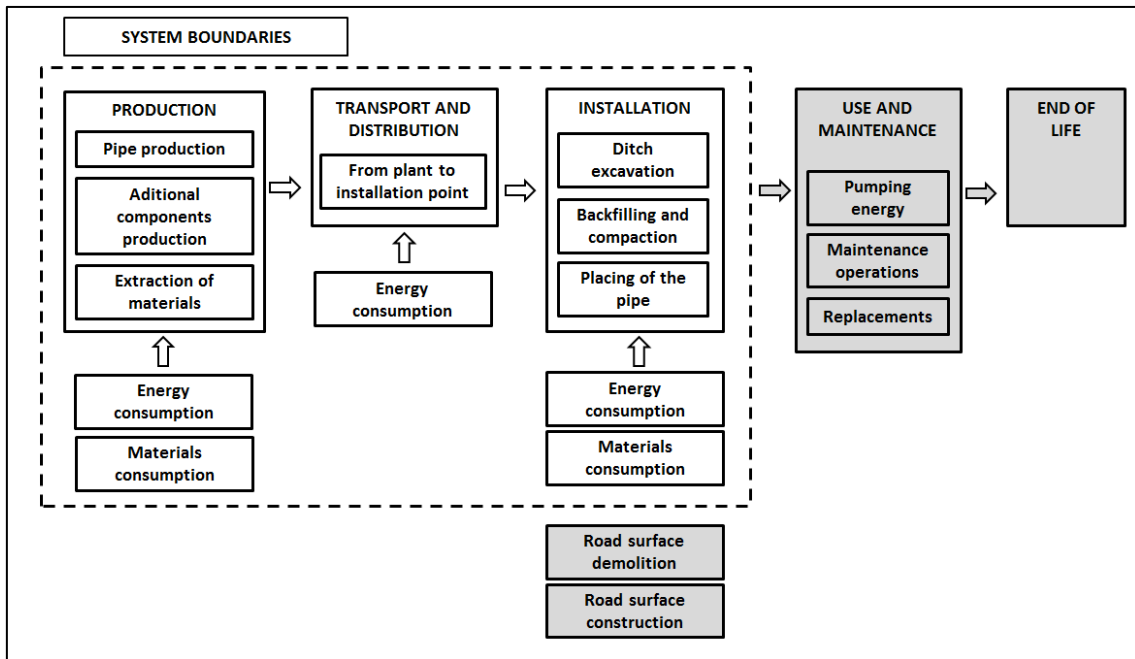 SYSTEM BOUNDARIES
PRODUCTION
Pipe production
Aditional
components
production
Extraction of
materials
Energy
consumption
Materials
consumption
TRANSPORT AND
DISTRIBUTION
From plant to
installation point
Energy
consumption
INSTALLATION
Ditch
excavation
Backfilling and
compaction
Placing of the
pipe
Energy
consumption
Materials
consumption
Road surface
demolition
Road surface
construction
USE AND
MAINTENANCE
Pumping
energy
Maintenance
operations
Replacements
END OF
LIFE